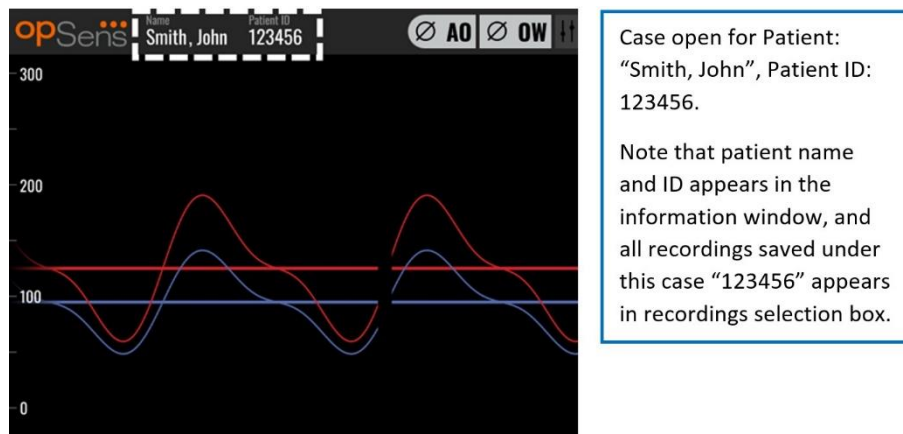 opSens
Name Patient ID
Smith, John 123456
Ø AO Ø OW
300
200
100
0
Case open for Patient:
“Smith, John”, Patient ID:
123456.
Note that patient name
and ID appears in the
information window, and
all recordings saved under
this case “123456” appears
in recordings selection box.